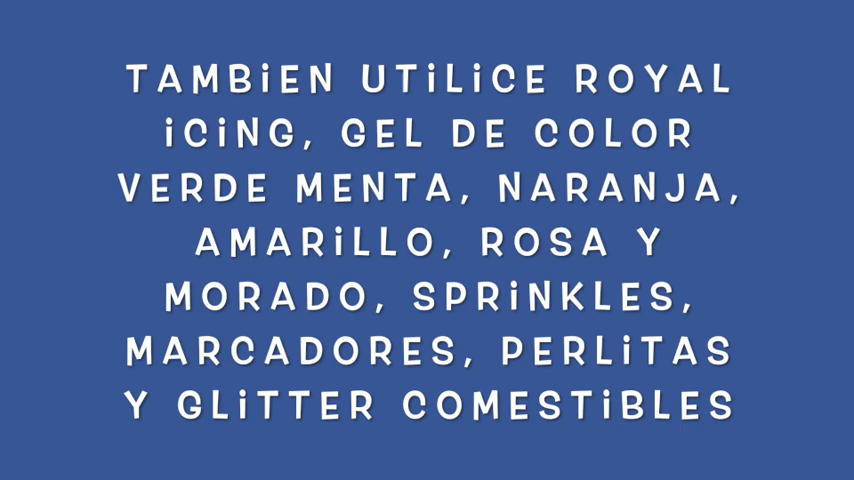 TAMBiEN UTiLiCE ROYAL
iCiNG, GEL DE COLOR
VERDE MENTA, NARANJA,
AMARiLLO, ROSA Y
MORADO, SPRiNKLES,
MARCADORES, PERLiTAS
Y GLiTTER COMESTiBLES